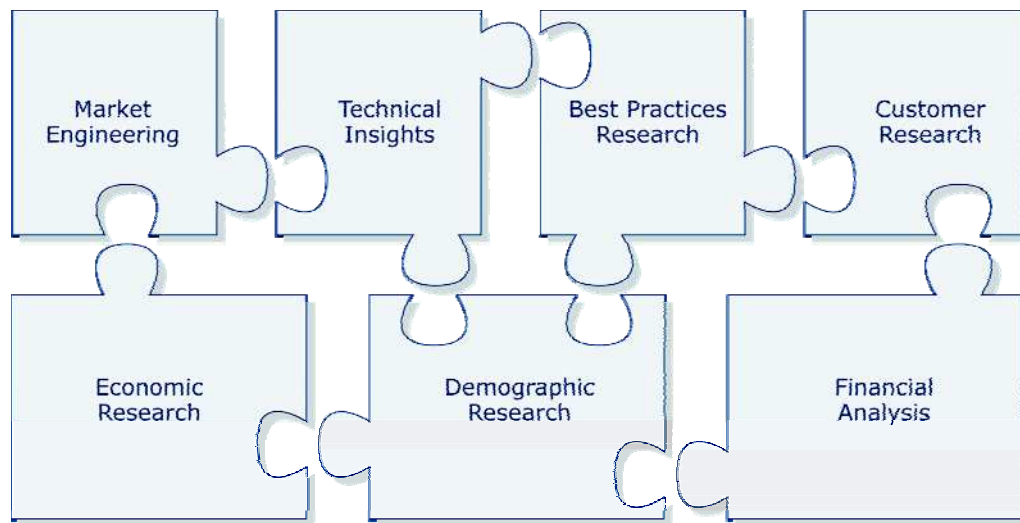 Market
Engineering
Technical
Insights
Best Practices
Research
Customer
Research
Economic
Research
Demographic
Research
Financial
Analysis